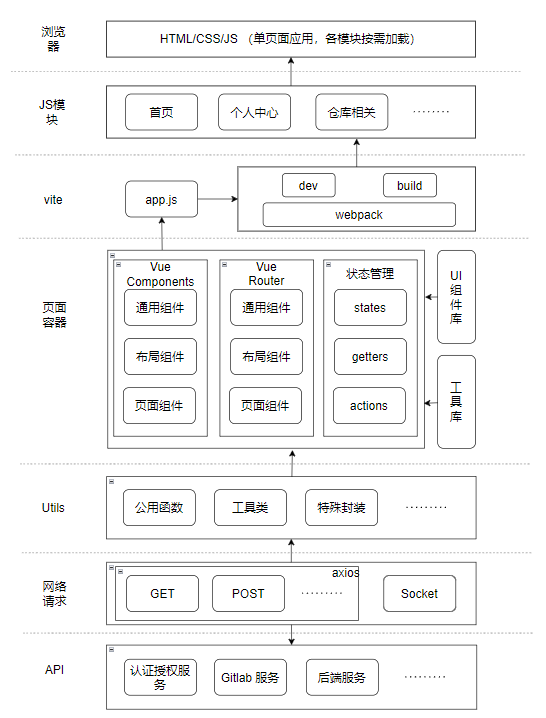 浏览
器
HTML/CSS/JS （单页面应用，各模块按需加载）
JS模
块
首页
个人中心
仓库相关
········
vite
app.js
dev
build
webpack
页面
容器
Vue
Components
通用组件
布局组件
页面组件
Vue
Router
通用组件
布局组件
页面组件
状态管理
states
getters
actions
UI
组
件
库
工
具
库
Utils
公用函数
工具类
特殊封装
·········
网络
请求
axios
GET
POST
·········
Socket
API
认证授权服
务
Gitlab 服务
后端服务
·········